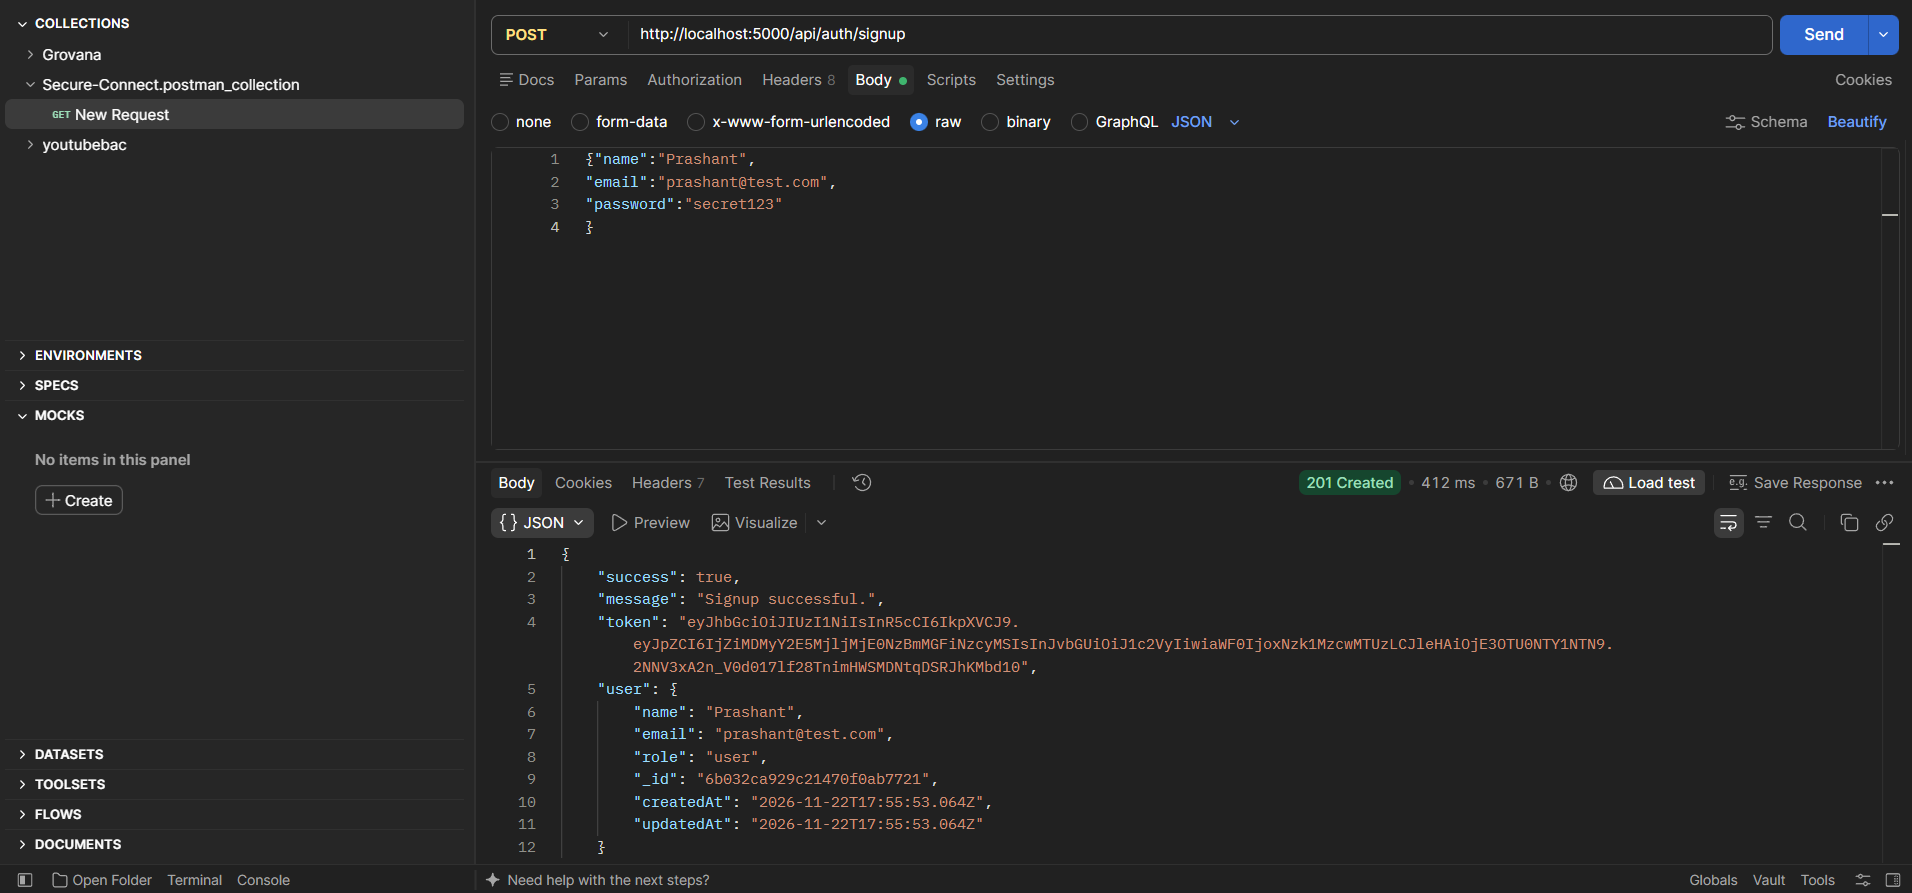 COLLECTIONS
Grovana
Secure-Connect.postman_collection
GET New Request
youtubebac
ENVIRONMENTS
SPECS
MOCKS
No items in this panel
Create
DATASETS
TOOLSETS
FLOWS
DOCUMENTS
POST http://localhost:5000/api/auth/signup Send
Docs Params Authorization Headers 8 Body Scripts Settings Cookies
none form-data x-www-form-urlencoded raw binary GraphQL JSON Schema Beautify
1 {"name":"Prashant",
2 "email":"prashant@test.com",
3 "password":"secret123"
4 }
Body Cookies Headers 7 Test Results 201 Created • 412 ms • 671 B • Load test e.g. Save Response
{} JSON Preview Visualize
1 {
2 "success": true,
3 "message": "Signup successful.",
4 "token": "eyJhbGciOiJIUzI1NiIsInR5cCI6IkpXVCJ9.
eyJpZCI6IjZiMDMyY2E5MjljMjE0NzBmMGFiNzcyMSIsInJvbGUiOiJ1c2VyIiwiaWF0IjoxNzk1MzcwMTUzLCJleHAiOjE3OTU0NTY1NTN9.
2NNV3xA2n_V0d017lf28TnimHWSMDNtqDSRJhKMbd10",
5 "user": {
6 "name": "Prashant",
7 "email": "prashant@test.com",
8 "role": "user",
9 "_id": "6b032ca929c21470f0ab7721",
10 "createdAt": "2026-11-22T17:55:53.064Z",
11 "updatedAt": "2026-11-22T17:55:53.064Z"
12 }
Open Folder Terminal Console Need help with the next steps? Globals Vault Tools